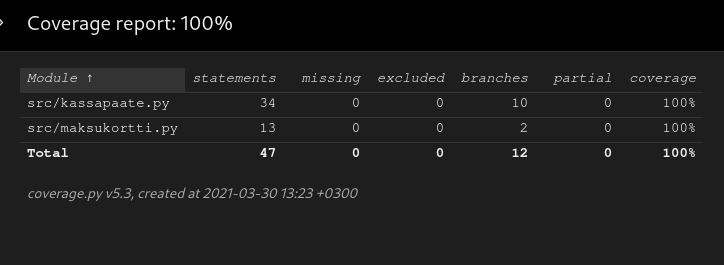 Coverage report: 100%
Module ↑ statements missing excluded branches partial coverage
src/kassapaate.py 34 0 0 10 0 100%
src/maksukortti.py 13 0 0 2 0 100%
Total 47 0 0 12 0 100%
coverage.py v5.3, created at 2021-03-30 13:23 +0300